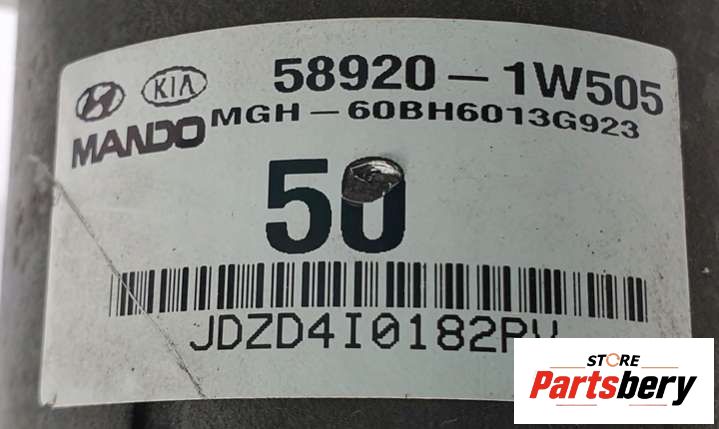 KIA 58920-1W505
MANDO MGH-60BH6013G923
50
JDZD4I0182PV
STORE
Partsbery